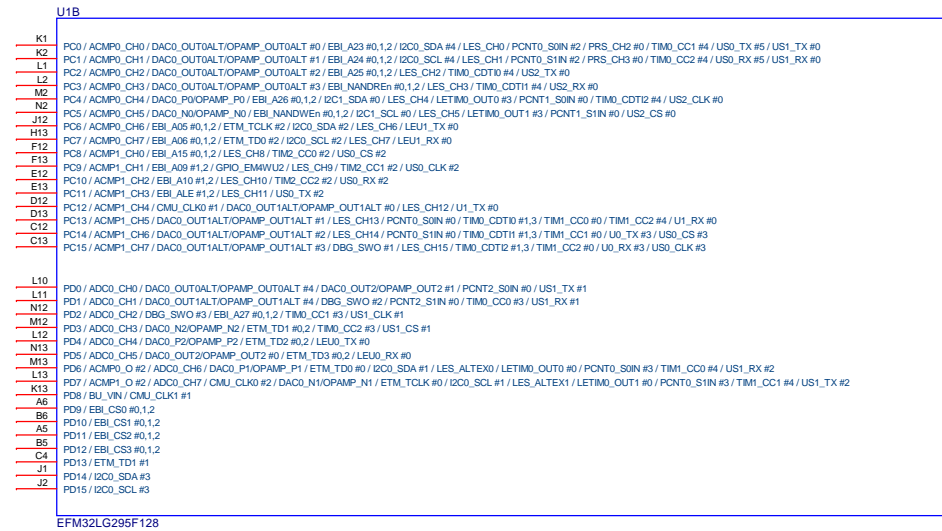 U1B
K1 PC0 / ACMP0_CH0 / DAC0_OUT0ALT/OPAMP_OUT0ALT #0 / EBI_A23 #0,1,2 / I2C0_SDA #4 / LES_CH0 / PCNT0_S0IN #2 / PRS_CH2 #0 / TIM0_CC1 #4 / US0_TX #5 / US1_TX #0
K2 PC1 / ACMP0_CH1 / DAC0_OUT0ALT/OPAMP_OUT0ALT #1 / EBI_A24 #0,1,2 / I2C0_SCL #4 / LES_CH1 / PCNT0_S1IN #2 / PRS_CH3 #0 / TIM0_CC2 #4 / US0_RX #5 / US1_RX #0
L1 PC2 / ACMP0_CH2 / DAC0_OUT0ALT/OPAMP_OUT0ALT #2 / EBI_A25 #0,1,2 / LES_CH2 / TIM0_CDTI0 #4 / US2_TX #0
L2 PC3 / ACMP0_CH3 / DAC0_OUT0ALT/OPAMP_OUT0ALT #3 / EBI_NANDREn #0,1,2 / LES_CH3 / TIM0_CDTI1 #4 / US2_RX #0
M2 PC4 / ACMP0_CH4 / DAC0_P0/OPAMP_P0 / EBI_A26 #0,1,2 / I2C1_SDA #0 / LES_CH4 / LETIM0_OUT0 #3 / PCNT1_S0IN #0 / TIM0_CDTI2 #4 / US2_CLK #0
N2 PC5 / ACMP0_CH5 / DAC0_N0/OPAMP_N0 / EBI_NANDWEn #0,1,2 / I2C1_SCL #0 / LES_CH5 / LETIM0_OUT1 #3 / PCNT1_S1IN #0 / US2_CS #0
J12 PC6 / ACMP0_CH6 / EBI_A05 #0,1,2 / ETM_TCLK #2 / I2C0_SDA #2 / LES_CH6 / LEU1_TX #0
H13 PC7 / ACMP0_CH7 / EBI_A06 #0,1,2 / ETM_TD0 #2 / I2C0_SCL #2 / LES_CH7 / LEU1_RX #0
F12 PC8 / ACMP1_CH0 / EBI_A15 #0,1,2 / LES_CH8 / TIM2_CC0 #2 / US0_CS #2
F13 PC9 / ACMP1_CH1 / EBI_A09 #1,2 / GPIO_EM4WU2 / LES_CH9 / TIM2_CC1 #2 / US0_CLK #2
E12 PC10 / ACMP1_CH2 / EBI_A10 #1,2 / LES_CH10 / TIM2_CC2 #2 / US0_RX #2
E13 PC11 / ACMP1_CH3 / EBI_ALE #1,2 / LES_CH11 / US0_TX #2
D12 PC12 / ACMP1_CH4 / CMU_CLK0 #1 / DAC0_OUT1ALT/OPAMP_OUT1ALT #0 / LES_CH12 / U1_TX #0
D13 PC13 / ACMP1_CH5 / DAC0_OUT1ALT/OPAMP_OUT1ALT #1 / LES_CH13 / PCNT0_S0IN #0 / TIM0_CDTI0 #1,3 / TIM1_CC0 #0 / TIM1_CC2 #4 / U1_RX #0
C12 PC14 / ACMP1_CH6 / DAC0_OUT1ALT/OPAMP_OUT1ALT #2 / LES_CH14 / PCNT0_S1IN #0 / TIM0_CDTI1 #1,3 / TIM1_CC1 #0 / U0_TX #3 / US0_CS #3
C13 PC15 / ACMP1_CH7 / DAC0_OUT1ALT/OPAMP_OUT1ALT #3 / DBG_SWO #1 / LES_CH15 / TIM0_CDTI2 #1,3 / TIM1_CC2 #0 / U0_RX #3 / US0_CLK #3
L10 PD0 / ADC0_CH0 / DAC0_OUT0ALT/OPAMP_OUT0ALT #4 / DAC0_OUT2/OPAMP_OUT2 #1 / PCNT2_S0IN #0 / US1_TX #1
L11 PD1 / ADC0_CH1 / DAC0_OUT1ALT/OPAMP_OUT1ALT #4 / DBG_SWO #2 / PCNT2_S1IN #0 / TIM0_CC0 #3 / US1_RX #1
N12 PD2 / ADC0_CH2 / DBG_SWO #3 / EBI_A27 #0,1,2 / TIM0_CC1 #3 / US1_CLK #1
M12 PD3 / ADC0_CH3 / DAC0_N2/OPAMP_N2 / ETM_TD1 #0,2 / TIM0_CC2 #3 / US1_CS #1
L12 PD4 / ADC0_CH4 / DAC0_P2/OPAMP_P2 / ETM_TD2 #0,2 / LEU0_TX #0
N13 PD5 / ADC0_CH5 / DAC0_OUT2/OPAMP_OUT2 #0 / ETM_TD3 #0,2 / LEU0_RX #0
M13 PD6 / ACMP0_O #2 / ADC0_CH6 / DAC0_P1/OPAMP_P1 / ETM_TD0 #0 / I2C0_SDA #1 / LES_ALTEX0 / LETIM0_OUT0 #0 / PCNT0_S0IN #3 / TIM1_CC0 #4 / US1_RX #2
L13 PD7 / ACMP1_O #2 / ADC0_CH7 / CMU_CLK0 #2 / DAC0_N1/OPAMP_N1 / ETM_TCLK #0 / I2C0_SCL #1 / LES_ALTEX1 / LETIM0_OUT1 #0 / PCNT0_S1IN #3 / TIM1_CC1 #4 / US1_TX #2
K13 PD8 / BU_VIN / CMU_CLK1 #1
A6 PD9 / EBI_CS0 #0,1,2
B6 PD10 / EBI_CS1 #0,1,2
A5 PD11 / EBI_CS2 #0,1,2
B5 PD12 / EBI_CS3 #0,1,2
C4 PD13 / ETM_TD1 #1
J1 PD14 / I2C0_SDA #3
J2 PD15 / I2C0_SCL #3
EFM32LG295F128